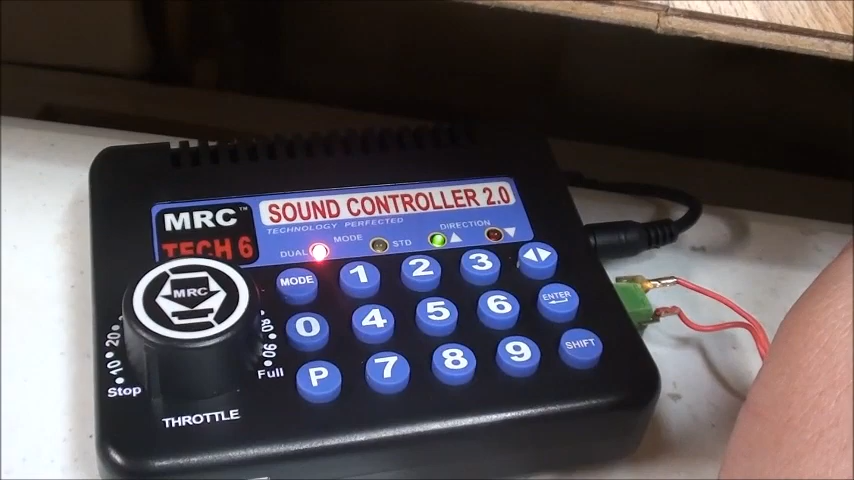 MRC™
TECH 6
SOUND CONTROLLER 2.0
TECHNOLOGY PERFECTED
DUAL MODE STD DIRECTION
MODE 1 2 3
0 4 5 6 ENTER
P 7 8 9 SHIFT
MRC
Stop 10 20 80 90 Full
THROTTLE